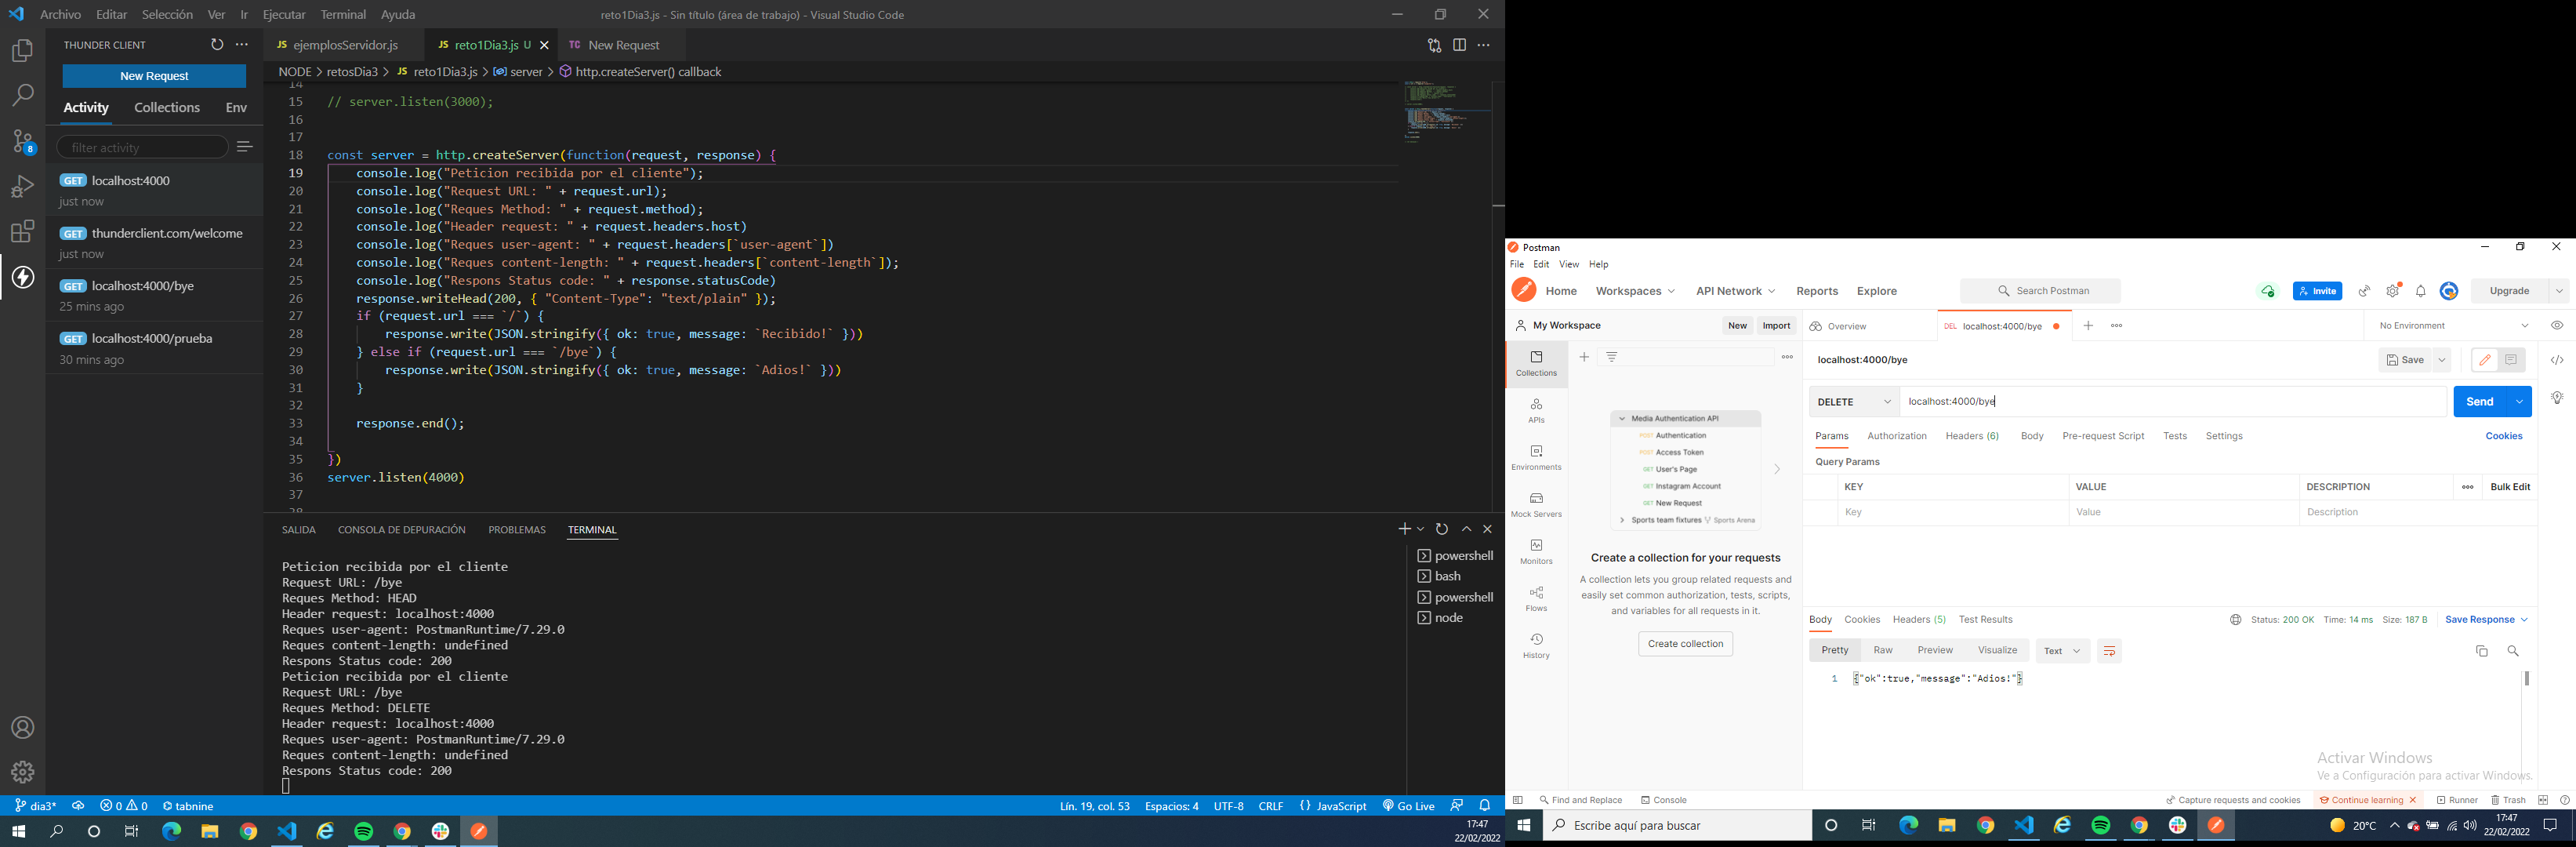 Archivo Editar Selección Ver Ir Ejecutar Terminal Ayuda
reto1Dia3.js - Sin título (área de trabajo) - Visual Studio Code
THUNDER CLIENT
New Request
Activity Collections Env
filter activity
GET localhost:4000
just now
GET thunderclient.com/welcome
just now
GET localhost:4000/bye
25 mins ago
GET localhost:4000/prueba
30 mins ago
8
JS ejemplosServidor.js
JS reto1Dia3.js U
TC New Request
NODE > retosDia3 > JS reto1Dia3.js > server > http.createServer() callback
14
15 // server.listen(3000);
16
17
18 const server = http.createServer(function(request, response) {
19 console.log("Peticion recibida por el cliente");
20 console.log("Request URL: " + request.url);
21 console.log("Reques Method: " + request.method);
22 console.log("Header request: " + request.headers.host)
23 console.log("Reques user-agent: " + request.headers[`user-agent`])
24 console.log("Reques content-length: " + request.headers[`content-length`]);
25 console.log("Respons Status code: " + response.statusCode)
26 response.writeHead(200, { "Content-Type": "text/plain" });
27 if (request.url === `/`) {
28 response.write(JSON.stringify({ ok: true, message: `Recibido!` }))
29 } else if (request.url === `/bye`) {
30 response.write(JSON.stringify({ ok: true, message: `Adios!` }))
31 }
32
33 response.end();
34
35 })
36 server.listen(4000)
37
38
SALIDA CONSOLA DE DEPURACIÓN PROBLEMAS TERMINAL
Peticion recibida por el cliente
Request URL: /bye
Reques Method: HEAD
Header request: localhost:4000
Reques user-agent: PostmanRuntime/7.29.0
Reques content-length: undefined
Respons Status code: 200
Peticion recibida por el cliente
Request URL: /bye
Reques Method: DELETE
Header request: localhost:4000
Reques user-agent: PostmanRuntime/7.29.0
Reques content-length: undefined
Respons Status code: 200
powershell
bash
powershell
node
dia3* 0 0 tabnine
Lín. 19, col. 53 Espacios: 4 UTF-8 CRLF {} JavaScript Go Live
17:47
22/02/2022
Postman
File Edit View Help
Home Workspaces API Network Reports Explore
Search Postman
Invite
Upgrade
My Workspace
New Import
Overview
DEL localhost:4000/bye
No Environment
Collections
APIs
Environments
Mock Servers
Monitors
Flows
History
Media Authentication API
POST Authentication
POST Access Token
GET User's Page
GET Instagram Account
GET New Request
Sports team fixtures Sports Arena
Create a collection for your requests
A collection lets you group related requests and
easily set common authorization, tests, scripts,
and variables for all requests in it.
Create collection
localhost:4000/bye
Save
DELETE localhost:4000/bye
Send
Params Authorization Headers (6) Body Pre-request Script Tests Settings
Cookies
Query Params
KEY VALUE DESCRIPTION Bulk Edit
Key Value Description
Body Cookies Headers (5) Test Results
Status: 200 OK Time: 14 ms Size: 187 B Save Response
Pretty Raw Preview Visualize Text
1 {"ok":true,"message":"Adios!"}
Activar Windows
Ve a Configuración para activar Windows.
Find and Replace Console
Capture requests and cookies Continue learning Runner Trash
Escribe aquí para buscar
20°C
17:47
22/02/2022